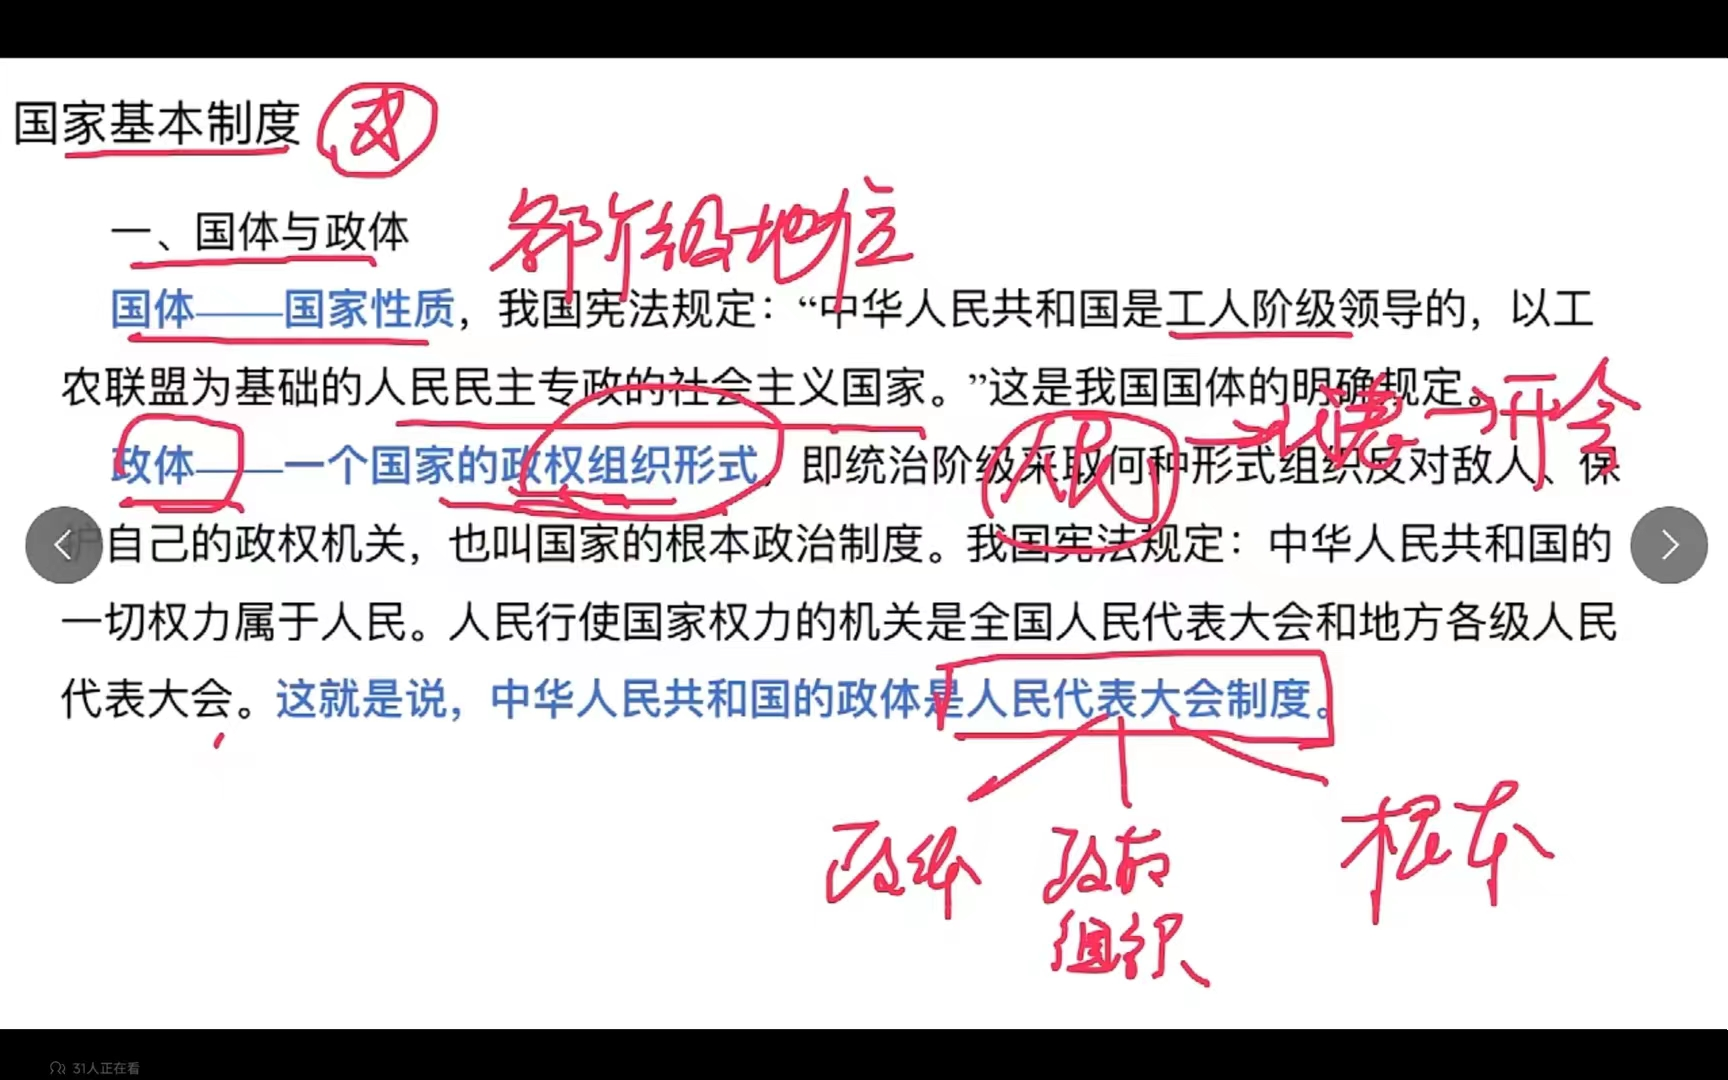 国家基本制度
一、国体与政体
各阶级地位
国体——国家性质，我国宪法规定：“中华人民共和国是工人阶级领导的，以工
农联盟为基础的人民民主专政的社会主义国家。”这是我国国体的明确规定。
政体——一个国家的政权组织形式，即统治阶级采取何种形式组织反对敌人、保
人民 → 代表 → 开会
护自己的政权机关，也叫国家的根本政治制度。我国宪法规定：中华人民共和国的
一切权力属于人民。人民行使国家权力的机关是全国人民代表大会和地方各级人民
代表大会。这就是说，中华人民共和国的政体是人民代表大会制度。
政体 政权 根本
组织
31人正在看